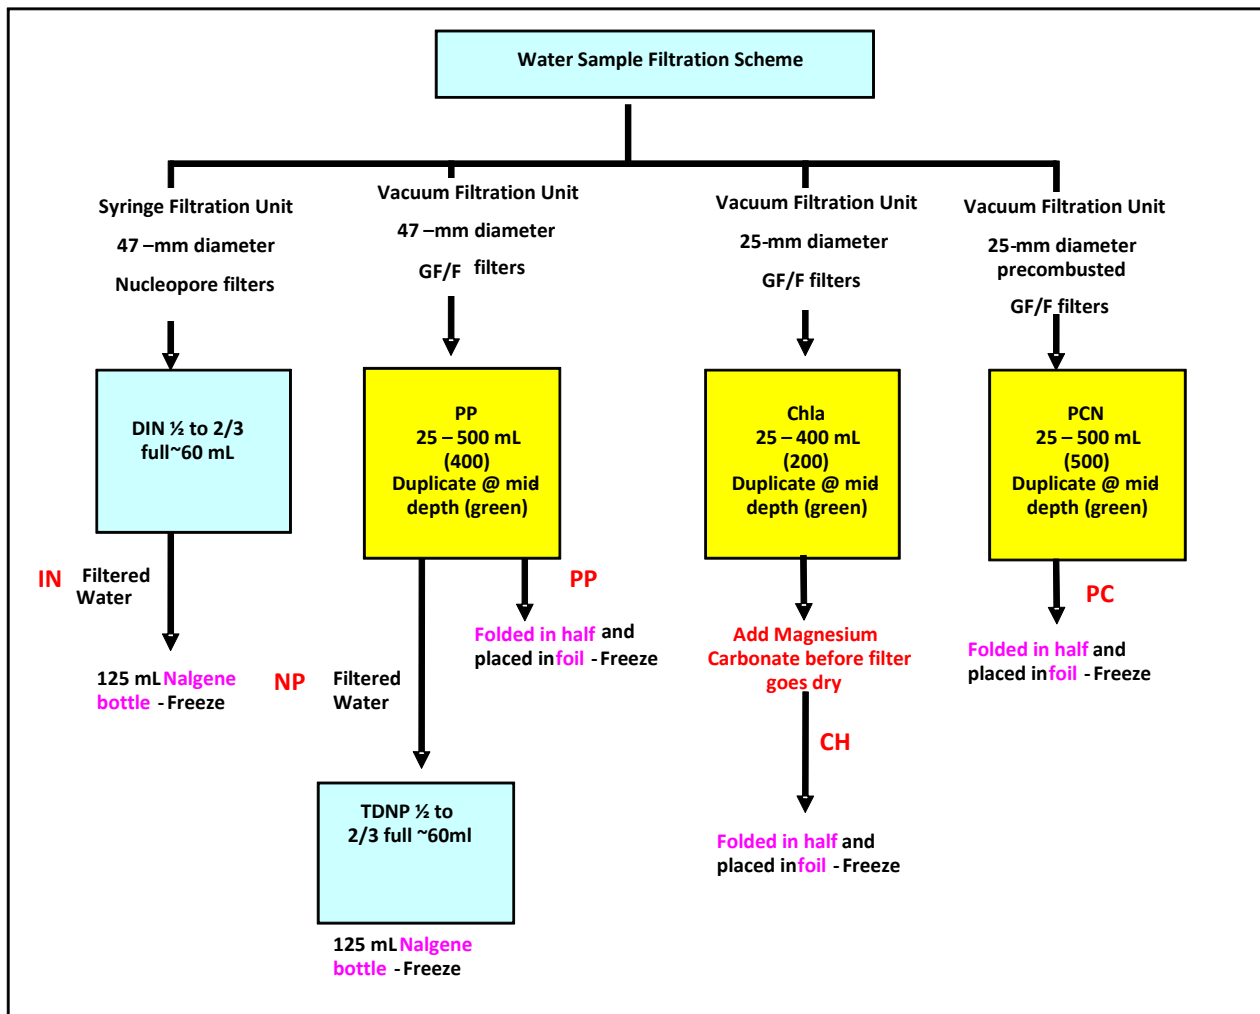 Water Sample Filtration Scheme
Syringe Filtration Unit
47 –mm diameter
Nucleopore filters
Vacuum Filtration Unit
47 –mm diameter
GF/F filters
Vacuum Filtration Unit
25-mm diameter
GF/F filters
Vacuum Filtration Unit
25-mm diameter
precombusted
GF/F filters
DIN ½ to 2/3
full~60 mL
PP
25 – 500 mL
(400)
Duplicate @ mid-
depth (green)
Chla
25 – 400 mL
(200)
Duplicate @ mid-
depth (green)
PCN
25 – 500 mL
(500)
Duplicate @ mid-
depth (green)
IN
Filtered
Water
125 mL Nalgene
bottle - Freeze
NP
Filtered
Water
PP
Folded in half and
placed in foil - Freeze
Add Magnesium
Carbonate before filter
goes dry
CH
Folded in half and
placed in foil - Freeze
PC
Folded in half and
placed in foil - Freeze
TDNP ½ to
2/3 full ~60ml
125 mL Nalgene
bottle - Freeze